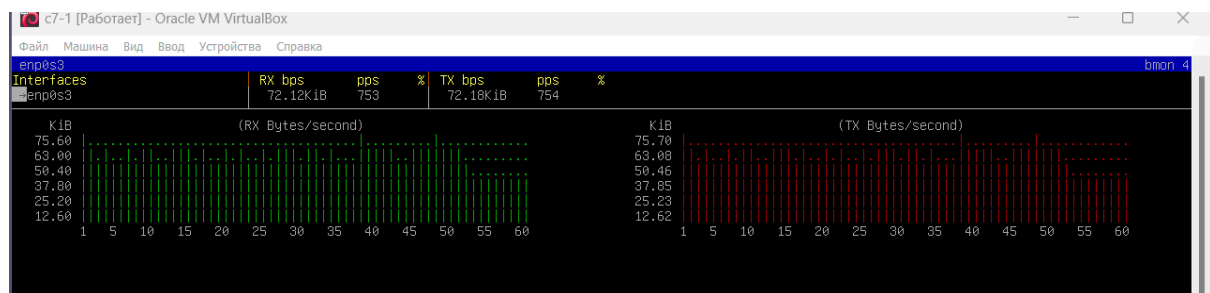 c7-1 [Работает] - Oracle VM VirtualBox
Файл Машина Вид Ввод Устройства Справка
enp0s3 bmon 4
Interfaces RX bps pps % TX bps pps %
→enp0s3 72.12KiB 753 72.18KiB 754
KiB (RX Bytes/second) KiB (TX Bytes/second)
75.60 75.70
63.00 63.08
50.40 50.46
37.80 37.85
25.20 25.23
12.60 12.62
1 5 10 15 20 25 30 35 40 45 50 55 60 1 5 10 15 20 25 30 35 40 45 50 55 60